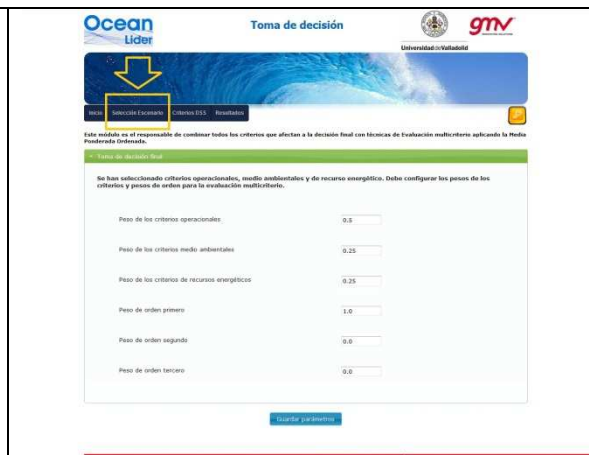 Ocean
Lider
Toma de decisión
Universidad de Valladolid
gmv
Inicio Selección Escenario Criterios DSS Resultados
Este módulo es el responsable de combinar todos los criterios que afectan a la decisión final con técnicas de Evaluación multicriterio aplicando la Media
Ponderada Ordenada.
Toma de decisión final
Se han seleccionado criterios operacionales, medio ambientales y de recurso energético. Debe configurar los pesos de los
criterios y pesos de orden para la evaluación multicriterio.
Peso de los criterios operacionales 0.5
Peso de los criterios medio ambientales 0.25
Peso de los criterios de recursos energéticos 0.25
Peso de orden primero 1.0
Peso de orden segundo 0.0
Peso de orden tercero 0.0
Guardar parámetros